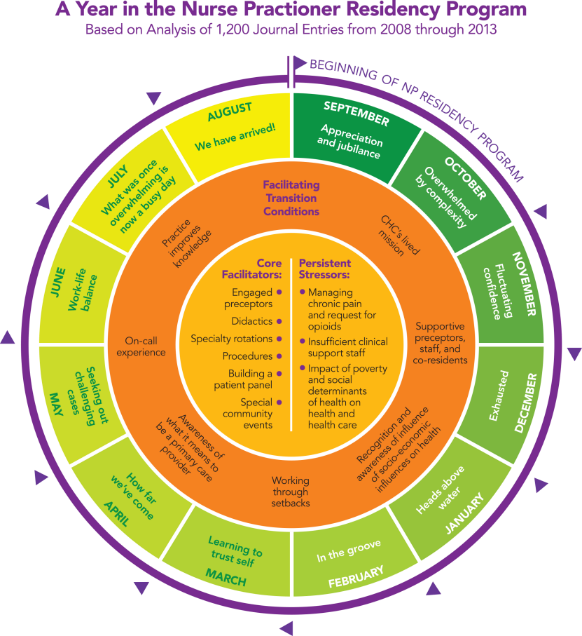 A Year in the Nurse Practioner Residency Program
Based on Analysis of 1,200 Journal Entries from 2008 through 2013
BEGINNING OF NP RESIDENCY PROGRAM
SEPTEMBER
Appreciation
and jubilance
OCTOBER
Overwhelmed
by complexity
NOVEMBER
Fluctuating
confidence
DECEMBER
Exhausted
JANUARY
Heads above
water
FEBRUARY
In the groove
MARCH
Learning to
trust self
APRIL
How far
we've come
MAY
Seeking out
challenging
cases
JUNE
Work-life
balance
JULY
What was once
overwhelming is
now a busy day
AUGUST
We have arrived!
Facilitating
Transition
Conditions
CHC's lived
mission
Supportive
preceptors,
staff, and
co-residents
Recognition and
awareness of influence
of socio-economic
influences on health
Working
through
setbacks
Awareness of
what it means to
be a primary care
provider
On-call
experience
Practice
improves
knowledge
Core
Facilitators:
Engaged
preceptors
Didactics
Specialty rotations
Procedures
Building a
patient panel
Special
community
events
Persistent
Stressors:
Managing
chronic pain
and request for
opioids
Insufficient clinical
support staff
Impact of poverty
and social
determinants
of health on
health and
health care